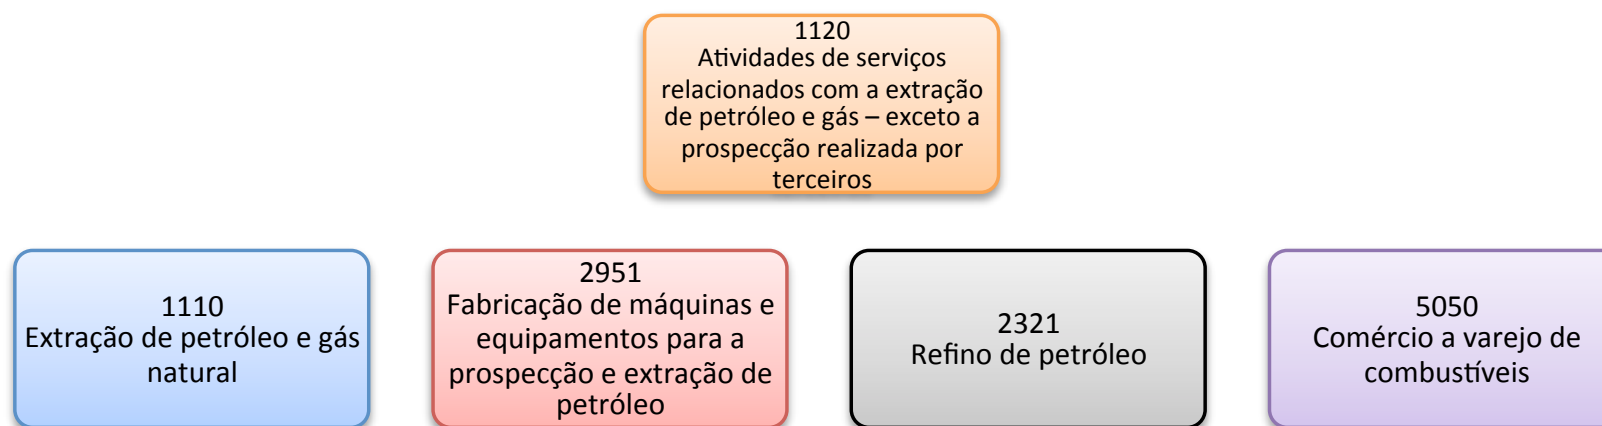 1120
Atividades de serviços
relacionados com a extração
de petróleo e gás – exceto a
prospecção realizada por
terceiros
1110
Extração de petróleo e gás
natural
2951
Fabricação de máquinas e
equipamentos para a
prospecção e extração de
petróleo
2321
Refino de petróleo
5050
Comércio a varejo de
combustíveis